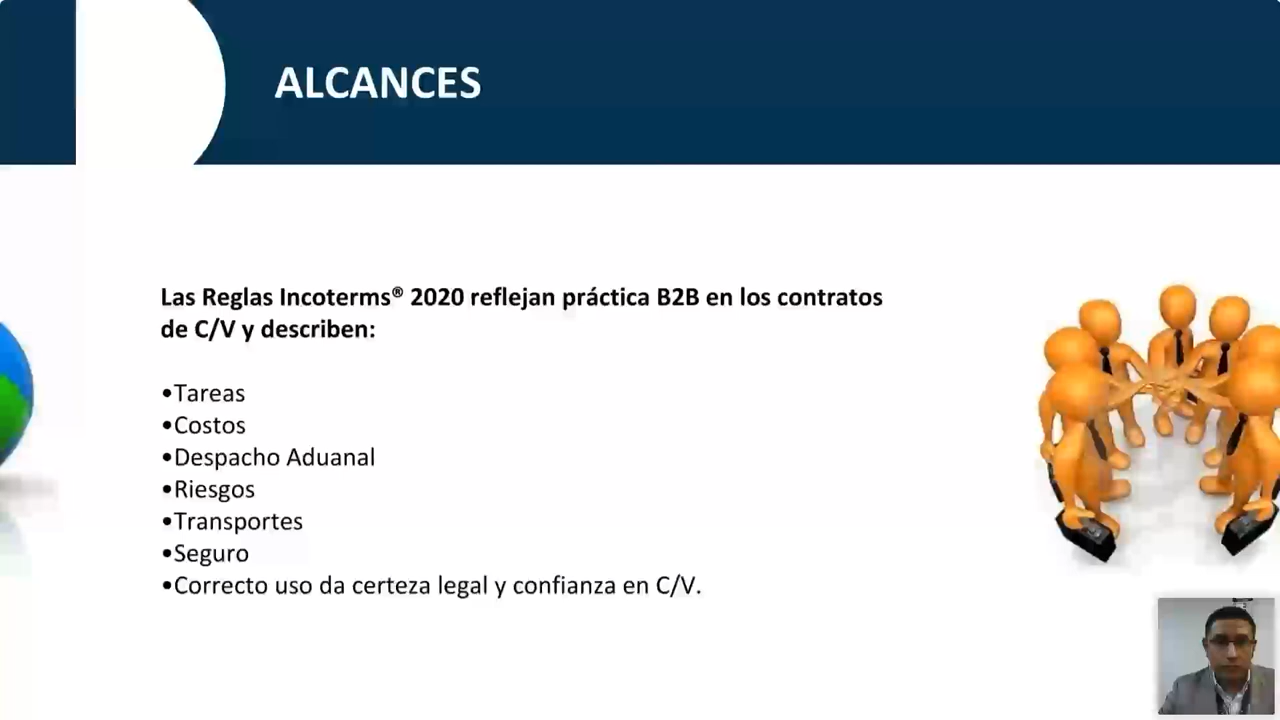 ALCANCES
Las Reglas Incoterms® 2020 reflejan práctica B2B en los contratos
de C/V y describen:
•Tareas
•Costos
•Despacho Aduanal
•Riesgos
•Transportes
•Seguro
•Correcto uso da certeza legal y confianza en C/V.